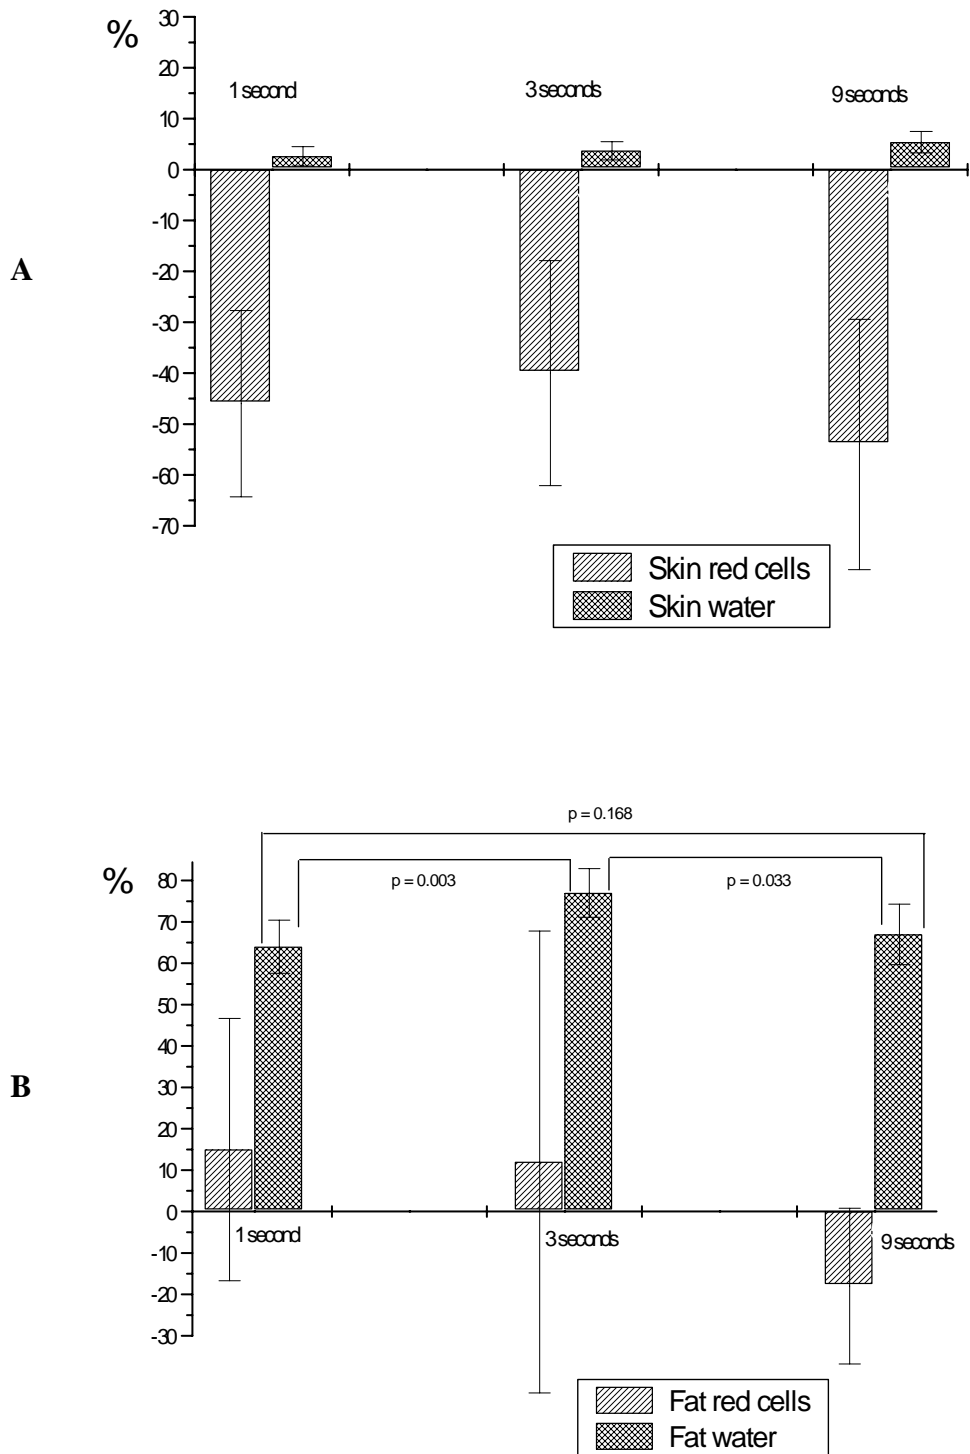 %
30
20
10
0
-10
-20
-30
-40
-50
-60
-70
1 second
3 seconds
9 seconds
A
Skin red cells
Skin water
p = 0.168
p = 0.003
p = 0.033
%
80
70
60
50
40
30
20
10
0
-10
-20
-30
1 second
3 seconds
9 seconds
B
Fat red cells
Fat water